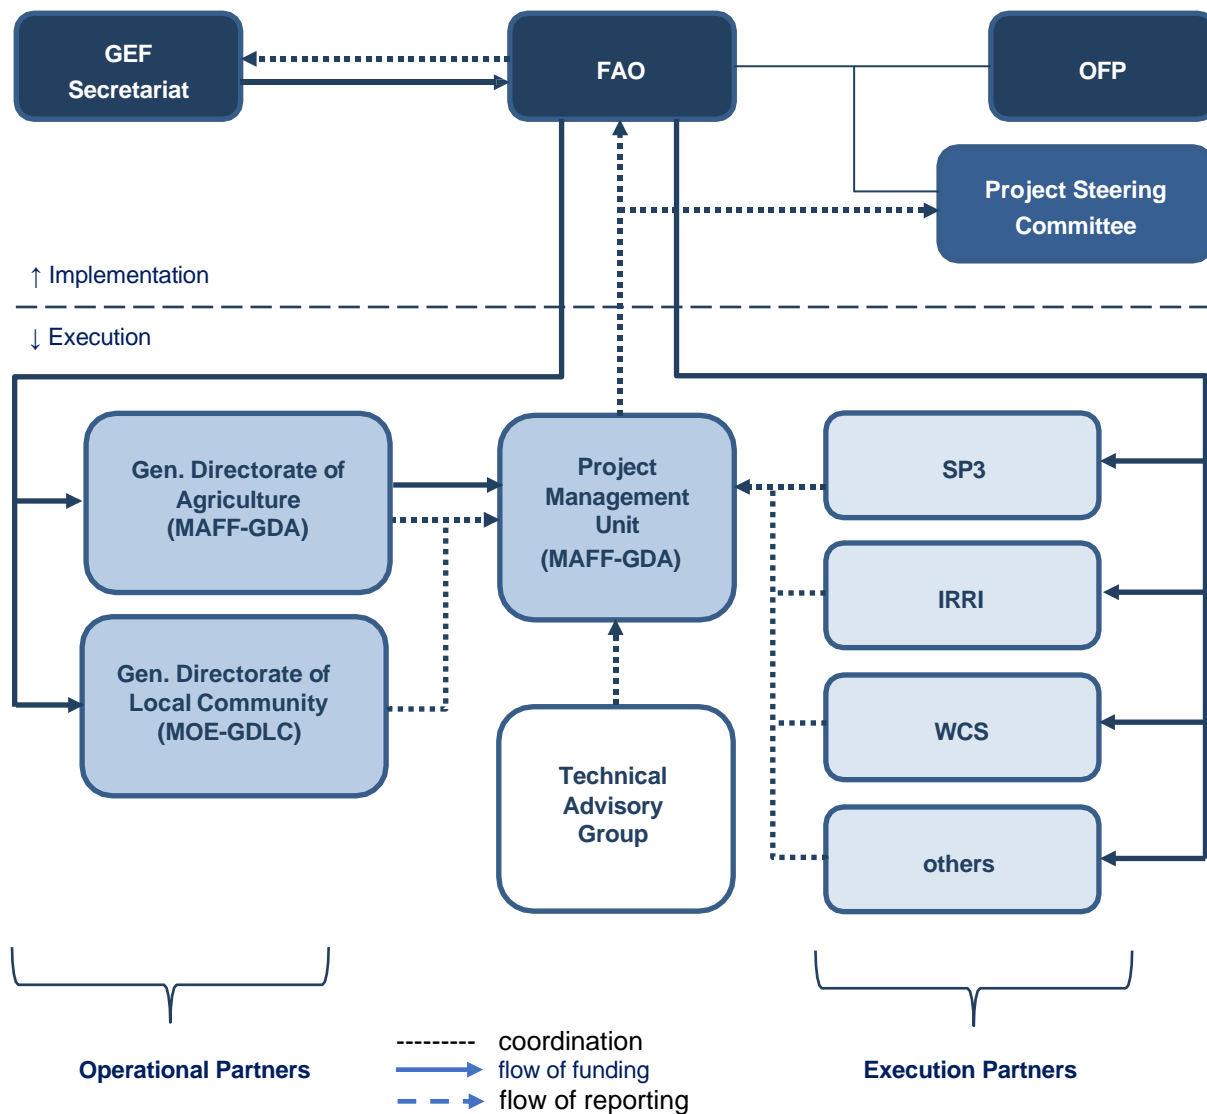 GEF
Secretariat
FAO
OFP
Project Steering
Committee
↑ Implementation
↓ Execution
Gen. Directorate of
Agriculture
(MAFF-GDA)
Project
Management
Unit
(MAFF-GDA)
SP3
IRRI
Gen. Directorate of
Local Community
(MOE-GDLC)
WCS
Technical
Advisory
Group
others
Operational Partners
coordination
flow of funding
flow of reporting
Execution Partners